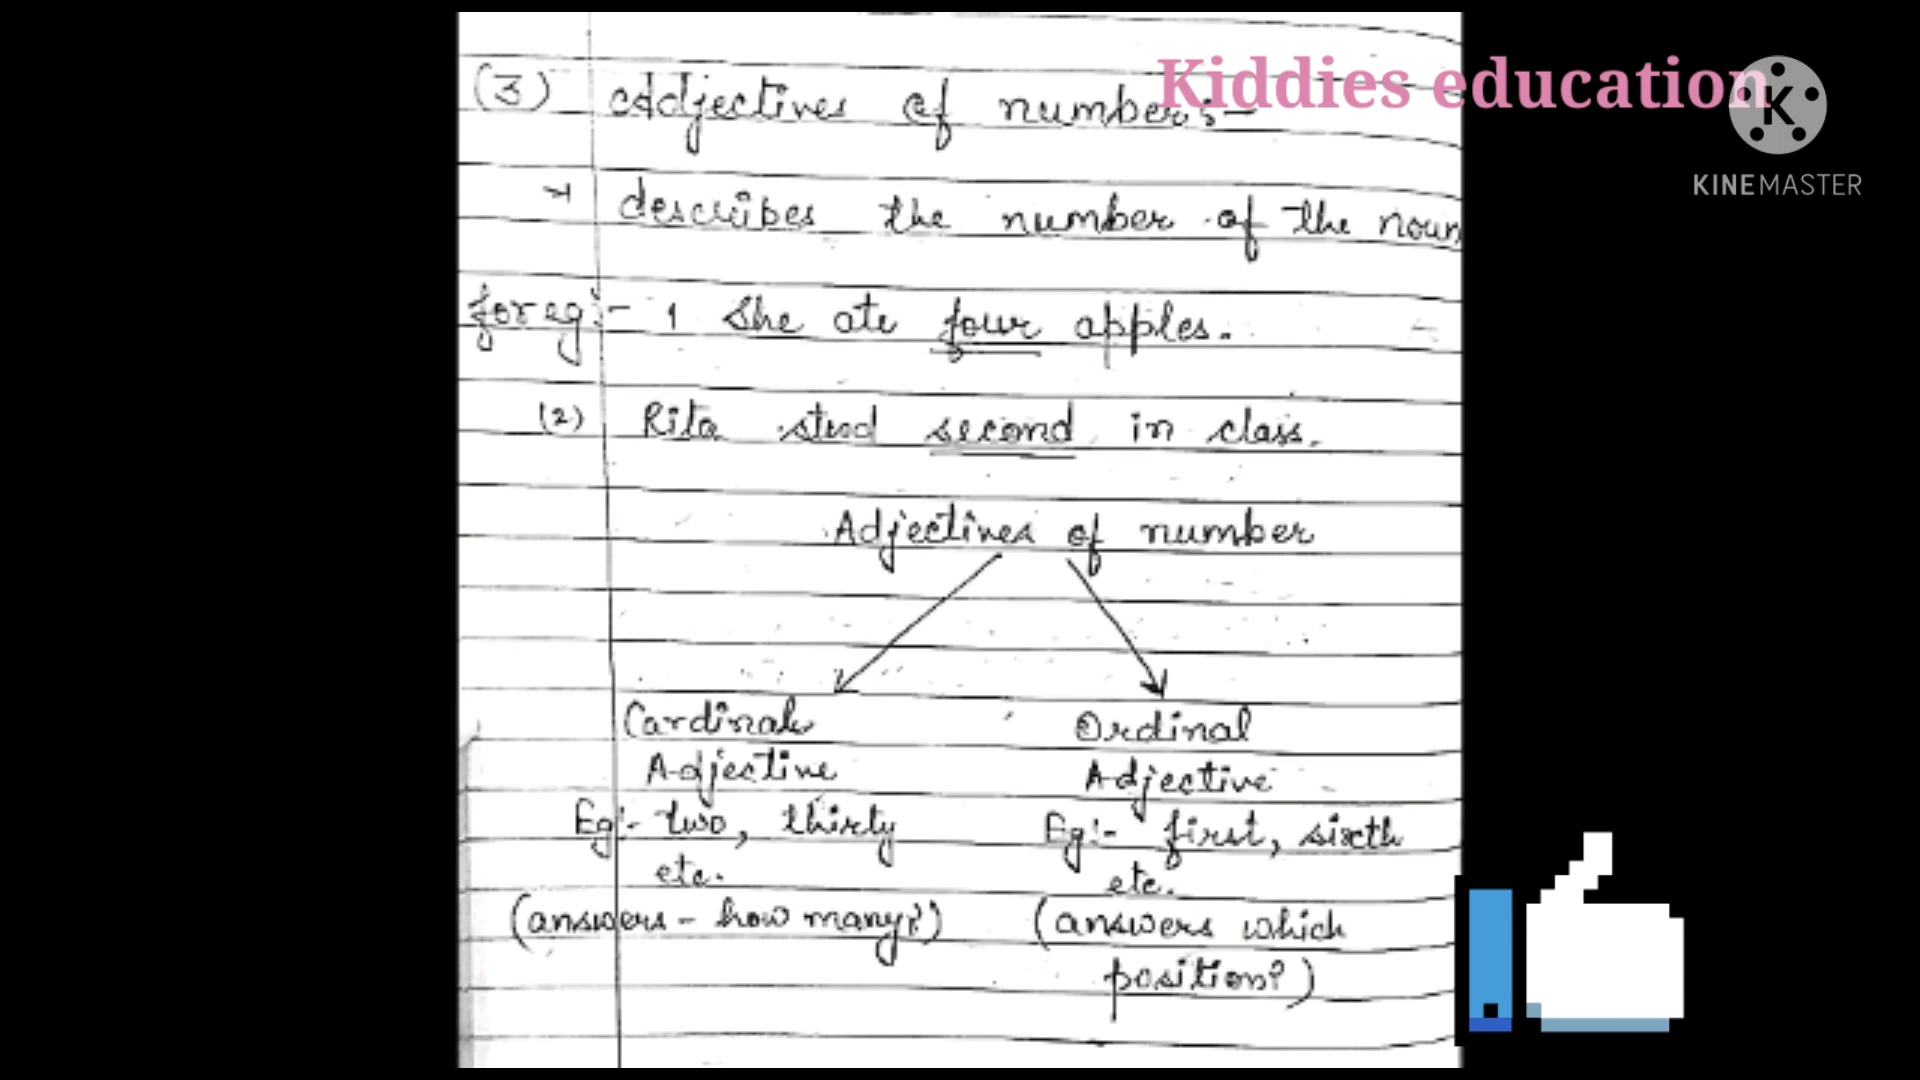 Kiddies education
K
KINEMASTER
(3) Adjectives of number:-
→ describes the number of the noun
for eg:- 1 She ate four apples.
(2) Rita stood second in class.
Adjectives of number
Cardinal Ordinal
Adjective Adjective
Eg:- two, thirty Eg:- first, sixth
etc. etc.
(answers - how many?) (answers which
position?)